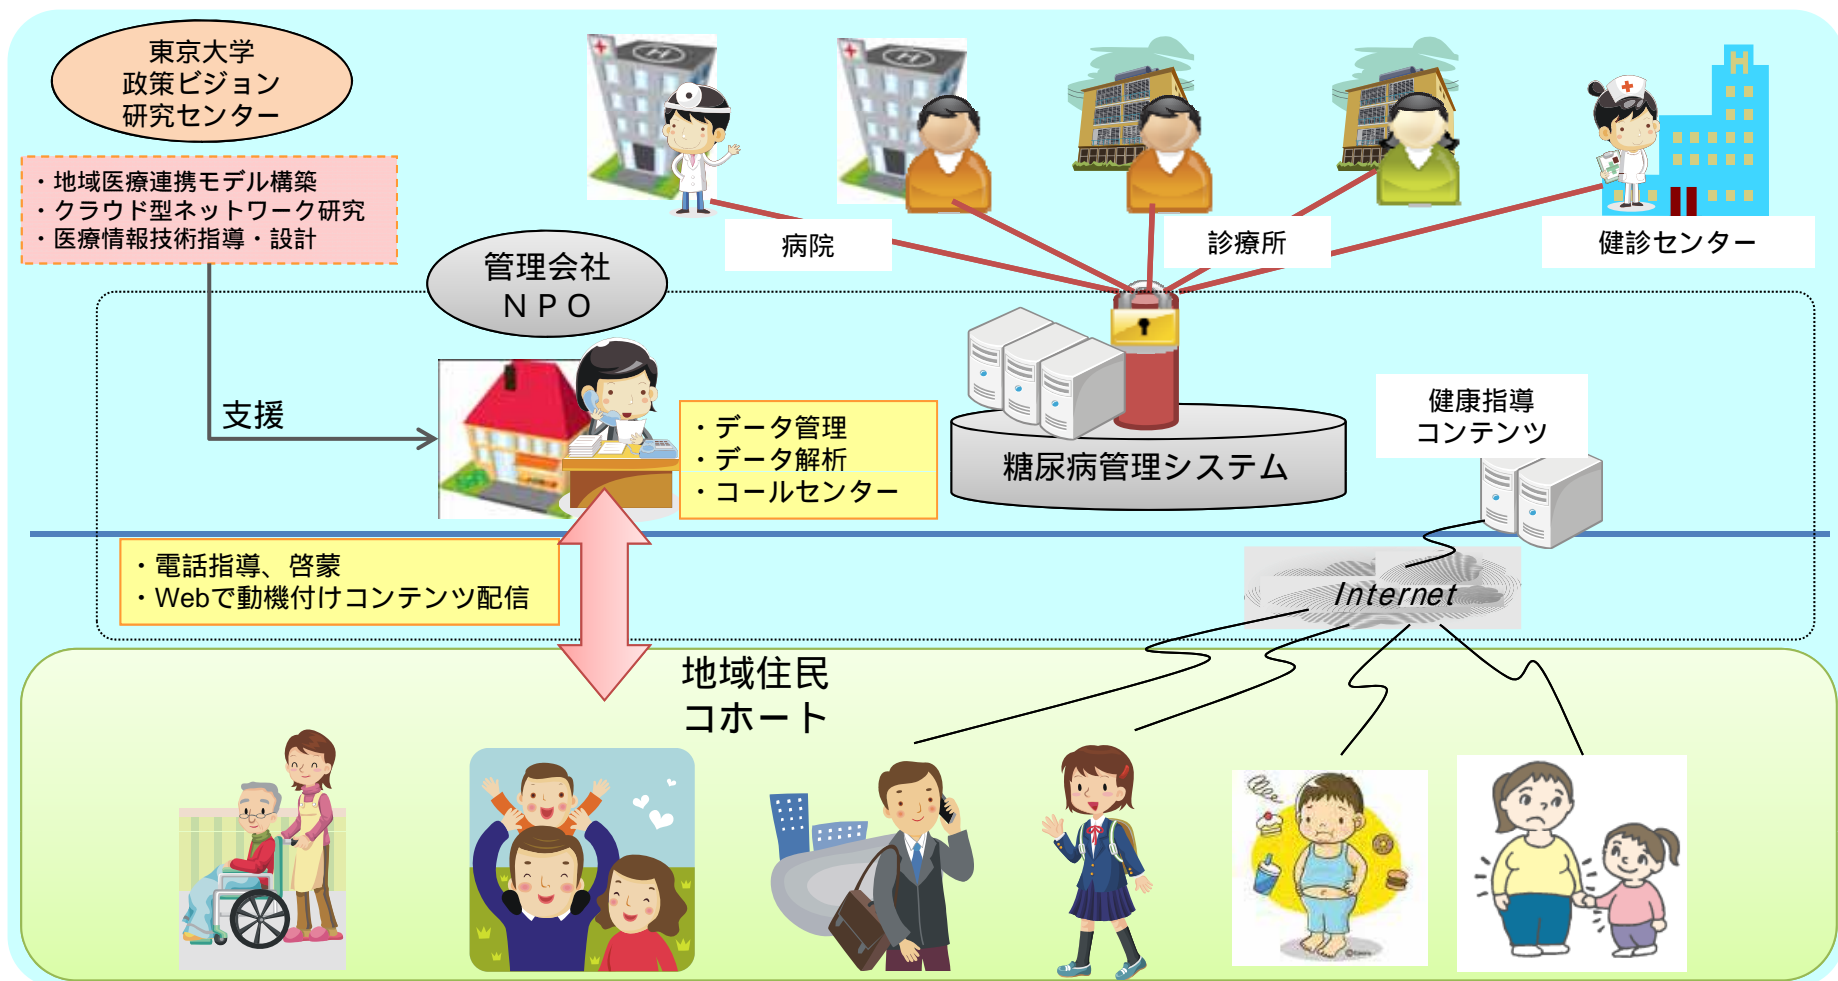 東京大学
政策ビジョン
研究センター
・地域医療連携モデル構築
・クラウド型ネットワーク研究
・医療情報技術指導・設計
病院
診療所
健診センター
H
H
H
管理会社
ＮＰＯ
支援
・データ管理
・データ解析
・コールセンター
糖尿病管理システム
健康指導
コンテンツ
・電話指導、啓蒙
・Webで動機付けコンテンツ配信
Internet
地域住民
コホート